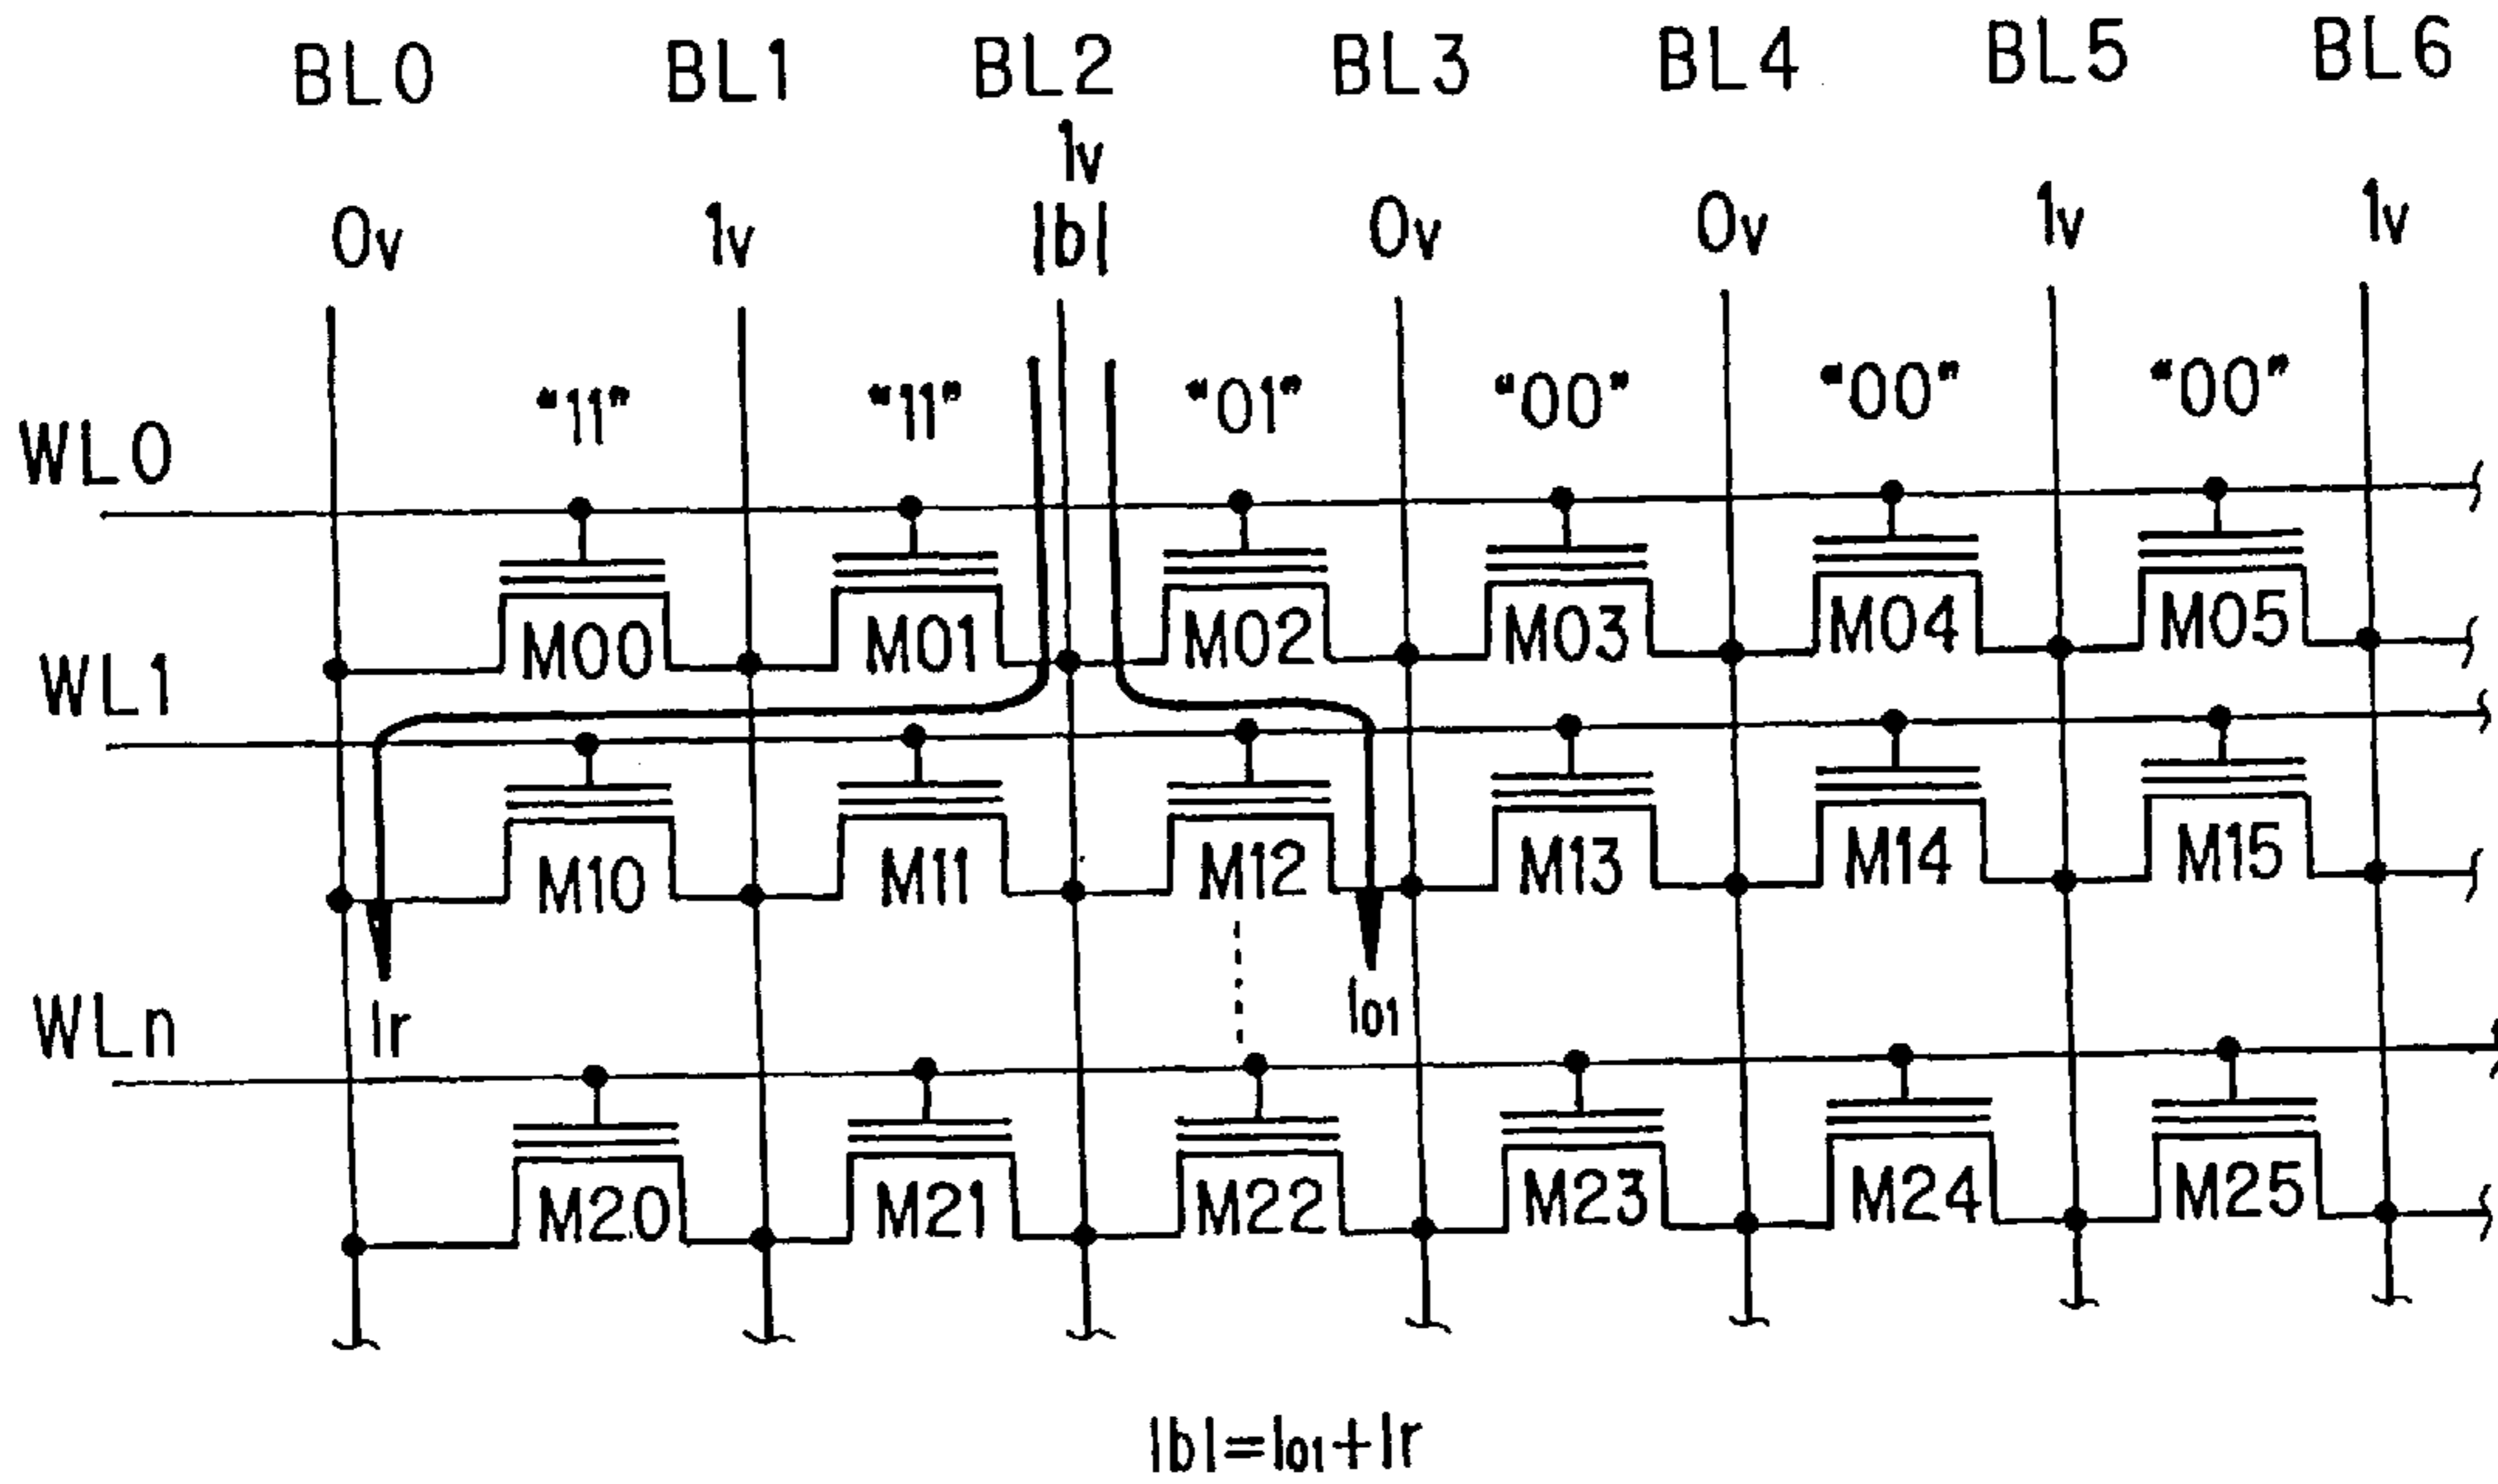 BL0 BL1 BL2 BL3 BL4 BL5 BL6
1v
0v 1v Ibl 0v 0v 1v 1v
"11" "11" "01" "00" "00" "00"
WL0
M00 M01 M02 M03 M04 M05
WL1
M10 M11 M12 M13 M14 M15
WLn Ir I01
M20 M21 M22 M23 M24 M25
Ibl=I01+Ir